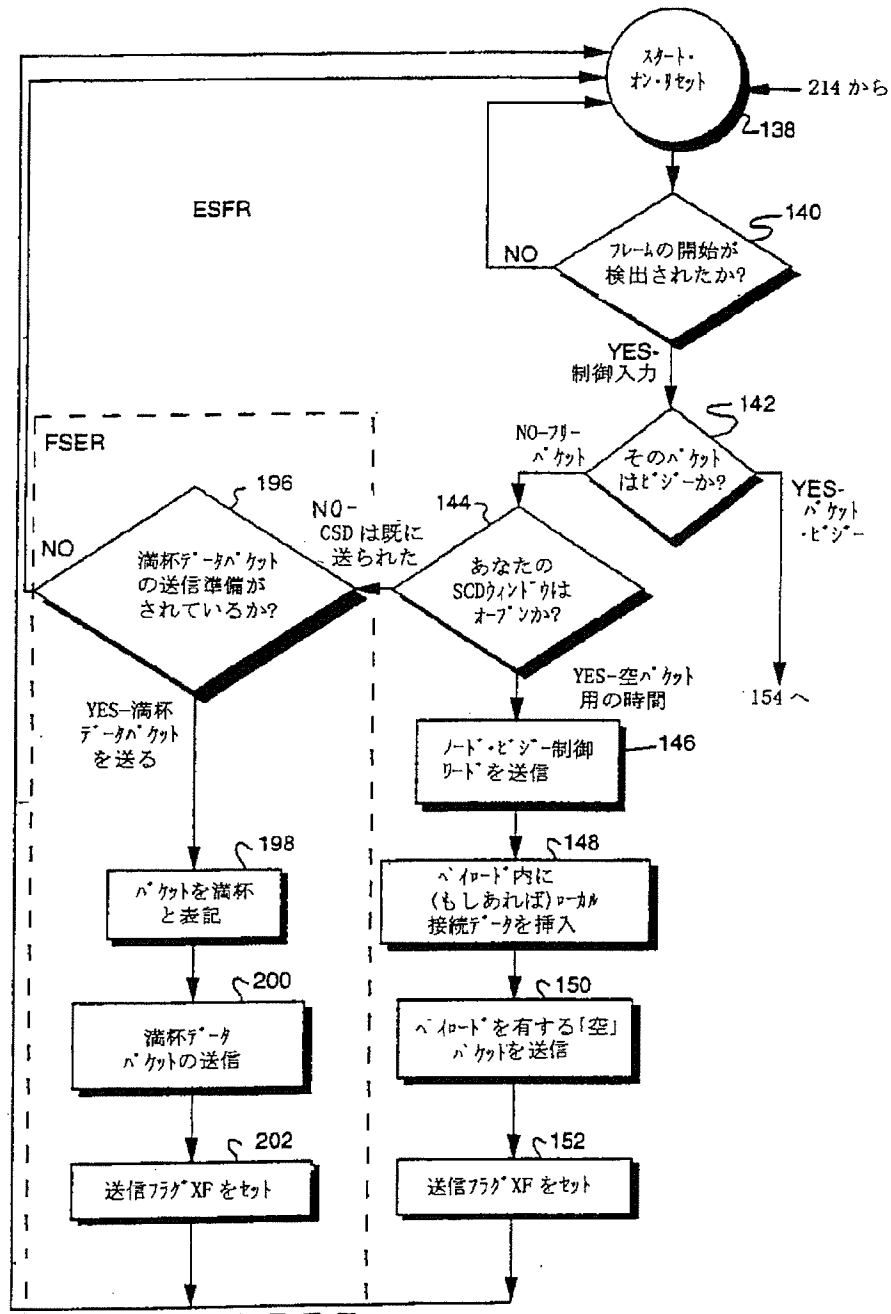 スタート・
オン・リセット
214 から
138
ESFR
140
フレームの開始が
検出されたか?
NO
YES-
制御入力
142
NO-フリー
パケット
そのパケット
はビジーか?
YES-
パケット
・ビジー
FSER
196
NO
満杯データパケット
の送信準備が
されているか?
NO-
CSDは既に
送られた
144
あなたの
SCDウィンドウは
オープンか?
YES-空パケット
用の時間
154 へ
YES-満杯
データパケット
を送る
ノード・ビジー制御
ワードを送信
146
198
パケットを満杯
と表記
148
ペイロード内に
(もしあれば)ローカル
接続データを挿入
200
満杯データ
パケットの送信
150
ペイロードを有する「空」
パケットを送信
202
送信フラグXFをセット
152
送信フラグXFをセット